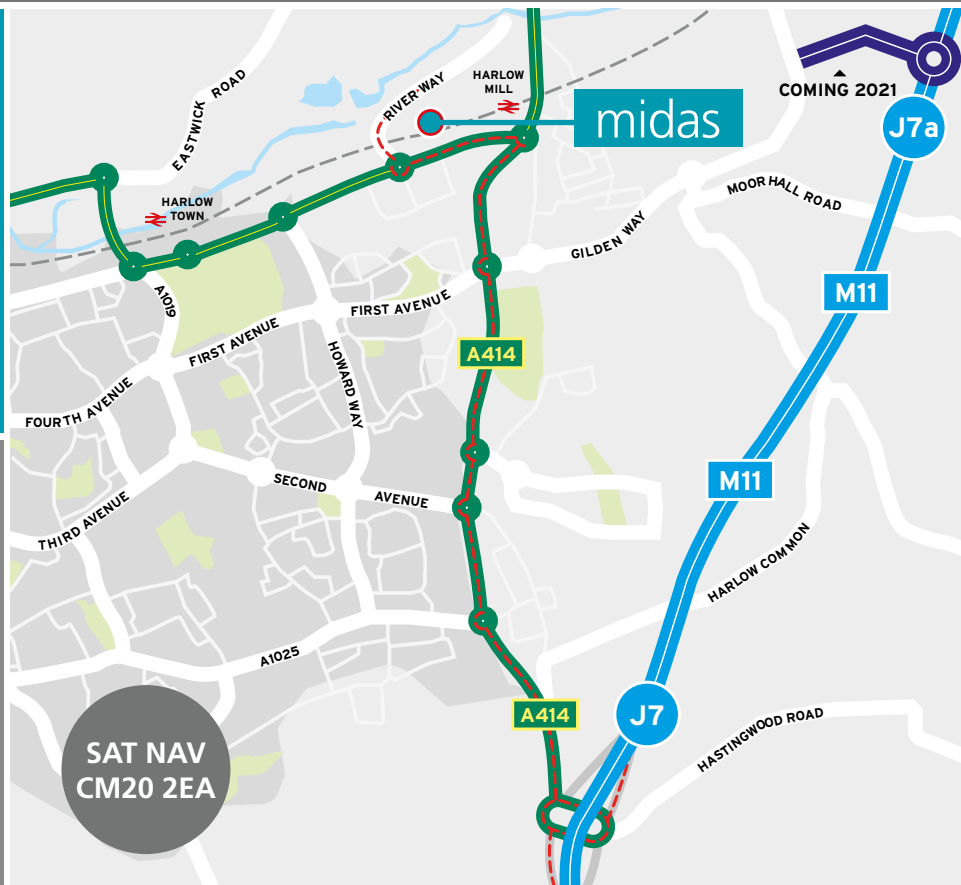 COMING 2021
J7a
EASTWICK ROAD
RIVER WAY
HARLOW
MILL
midas
MOOR HALL ROAD
HARLOW
TOWN
GILDEN WAY
A1019
FIRST AVENUE
M11
FIRST AVENUE
A414
HOWARD WAY
FOURTH AVENUE
M11
SECOND
AVENUE
THIRD AVENUE
HARLOW COMMON
A1025
A414
J7
HASTINGWOOD ROAD
SAT NAV
CM20 2EA